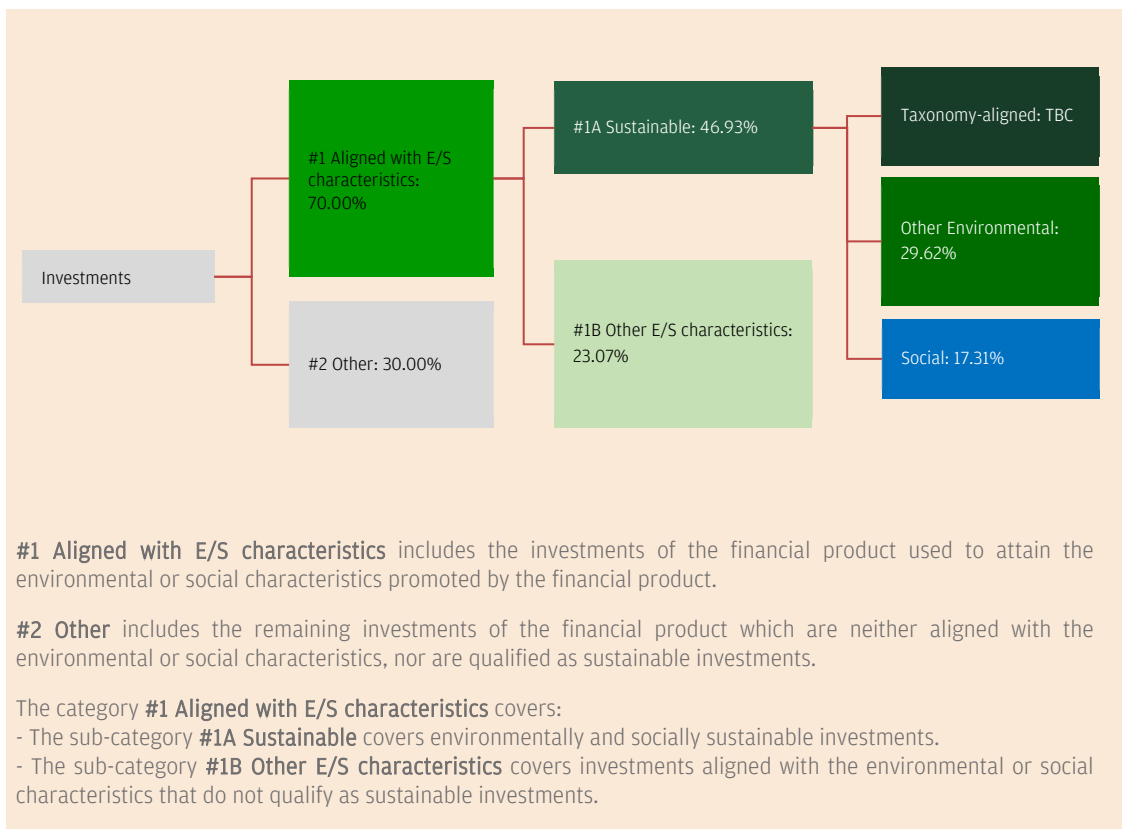 Investments
#1 Aligned with E/S
characteristics:
70.00%
#2 Other: 30.00%
#1A Sustainable: 46.93%
#1B Other E/S characteristics:
23.07%
Taxonomy-aligned: TBC
Other Environmental:
29.62%
Social: 17.31%
#1 Aligned with E/S characteristics includes the investments of the financial product used to attain the
environmental or social characteristics promoted by the financial product.
#2 Other includes the remaining investments of the financial product which are neither aligned with the
environmental or social characteristics, nor are qualified as sustainable investments.
The category #1 Aligned with E/S characteristics covers:
- The sub-category #1A Sustainable covers environmentally and socially sustainable investments.
- The sub-category #1B Other E/S characteristics covers investments aligned with the environmental or social
characteristics that do not qualify as sustainable investments.